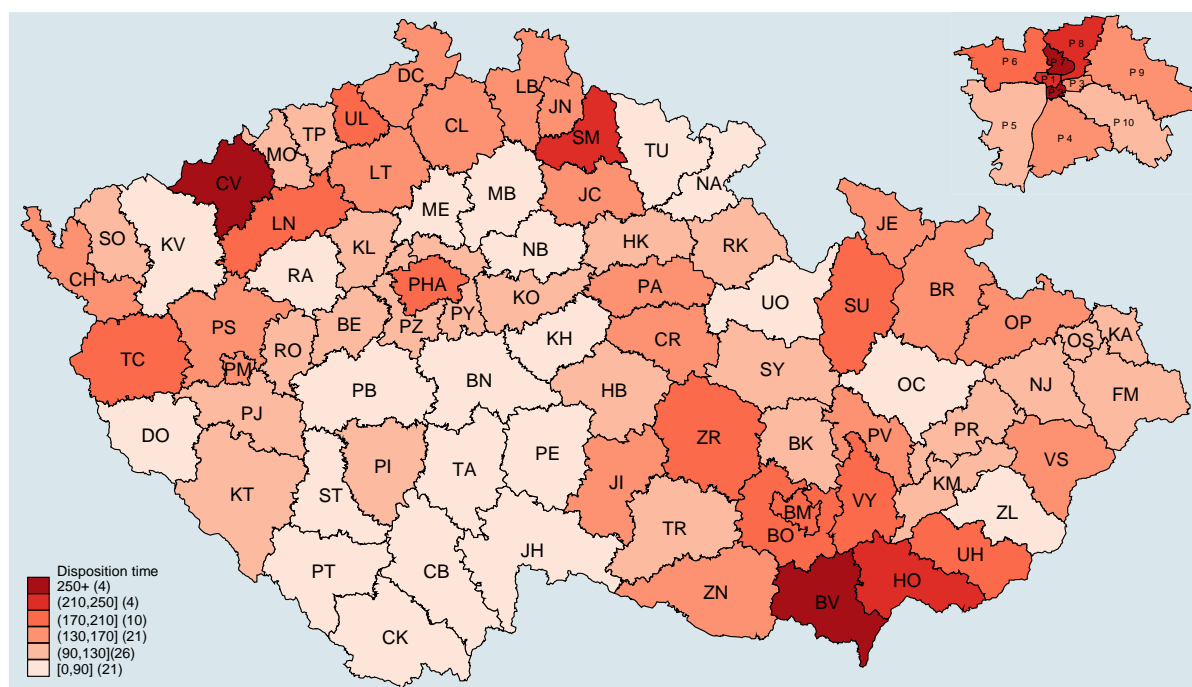 DC
LB
JN
P 8
P 6
P 7
P 9
P 1
P 3
P 2
P 5
P 10
P 4
TP
UL
MO
CL
SM
TU
CV
LT
NA
MB
JC
ME
SO
LN
KV
KL
NB
HK
RK
JE
CH
RA
PHA
KO
PA
UO
SU
BR
PS
BE
PZ
PY
OP
KA
OS
TC
RO
KH
CR
PM
SY
OC
NJ
FM
PB
BN
HB
PJ
DO
ZR
BK
PV
PR
VS
PI
TA
PE
KT
ST
JI
BM
VY
KM
ZL
TR
BO
UH
JH
PT
CB
HO
ZN
BV
CK
Disposition time
250+ (4)
(210,250] (4)
(170,210] (10)
(130,170] (21)
(90,130](26)
[0,90] (21)